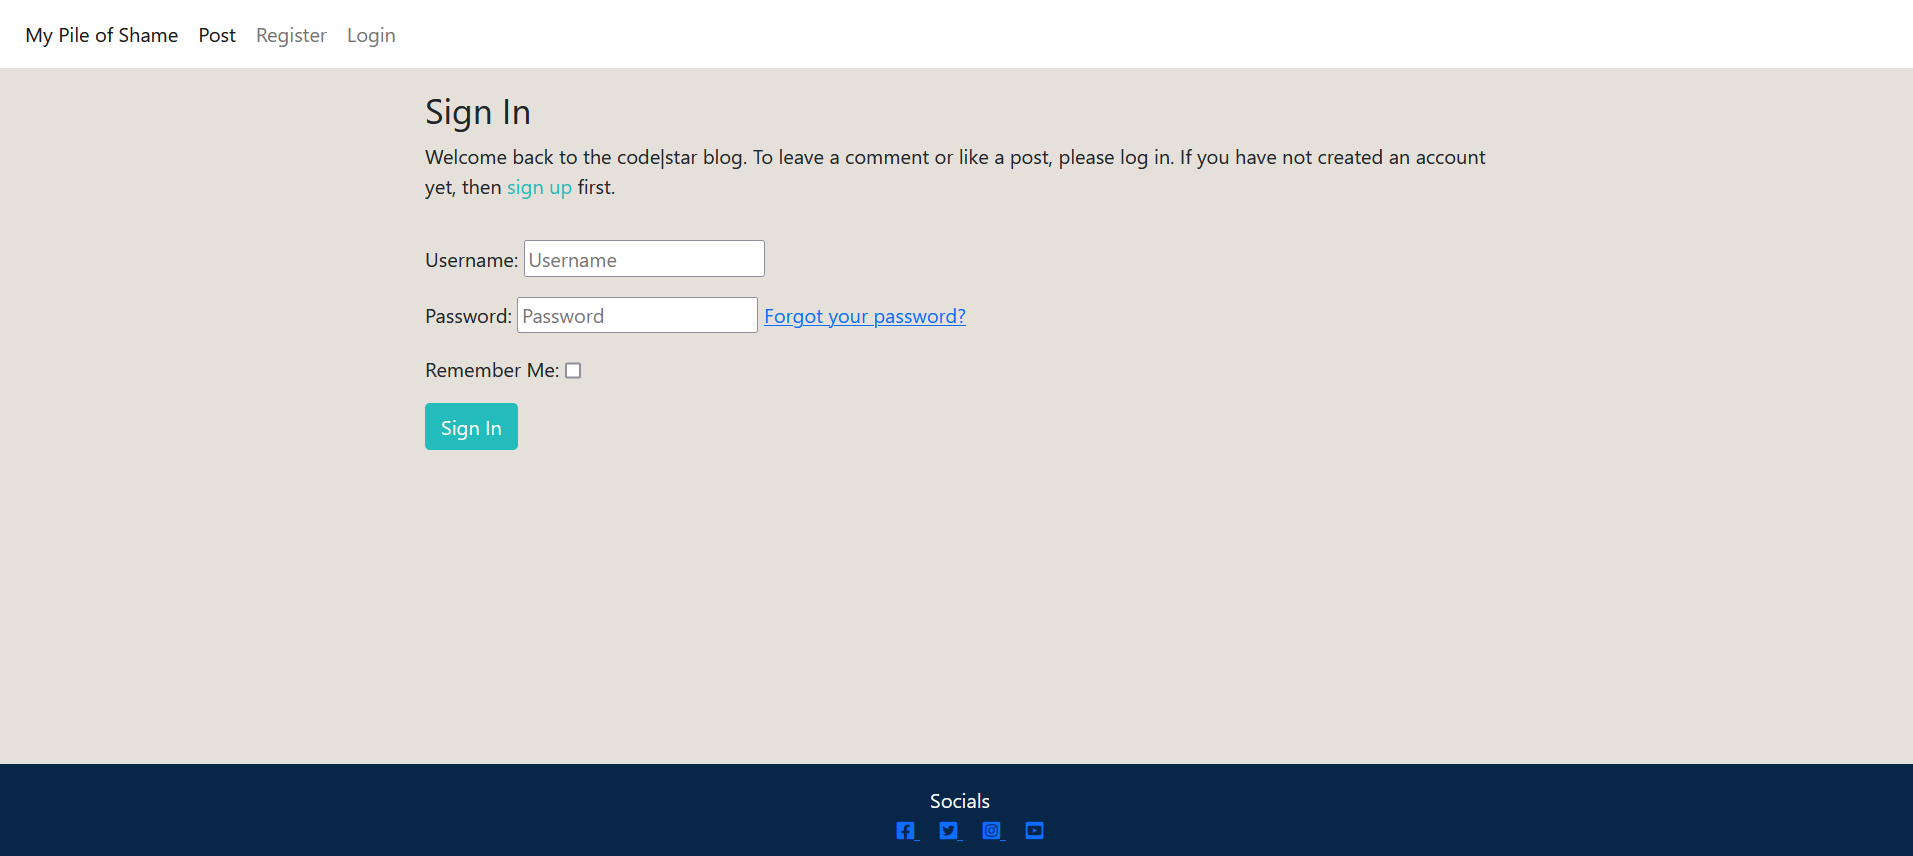 My Pile of Shame Post Register Login
Sign In
Welcome back to the code|star blog. To leave a comment or like a post, please log in. If you have not created an account
yet, then sign up first.
Username: Username
Password: Password Forgot your password?
Remember Me:
Sign In
Socials